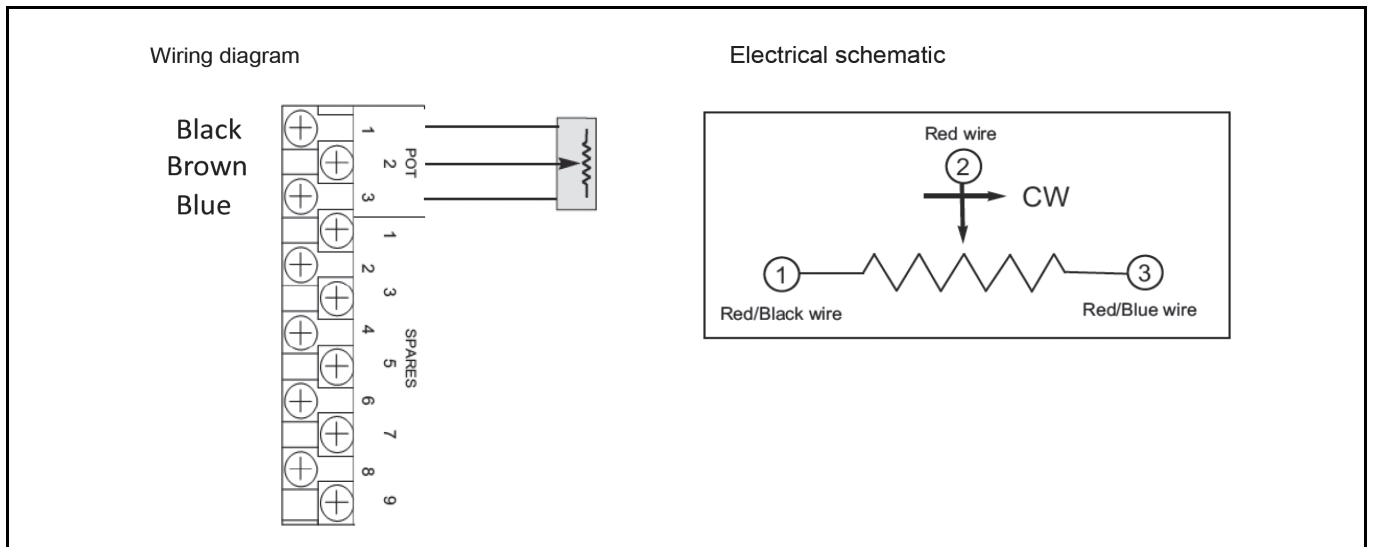 Wiring diagram
Electrical schematic
Black
Brown
Blue
1
2
3
POT
1
2
3
4
5
6
7
8
9
SPARES
Red wire
2
CW
1
3
Red/Black wire
Red/Blue wire